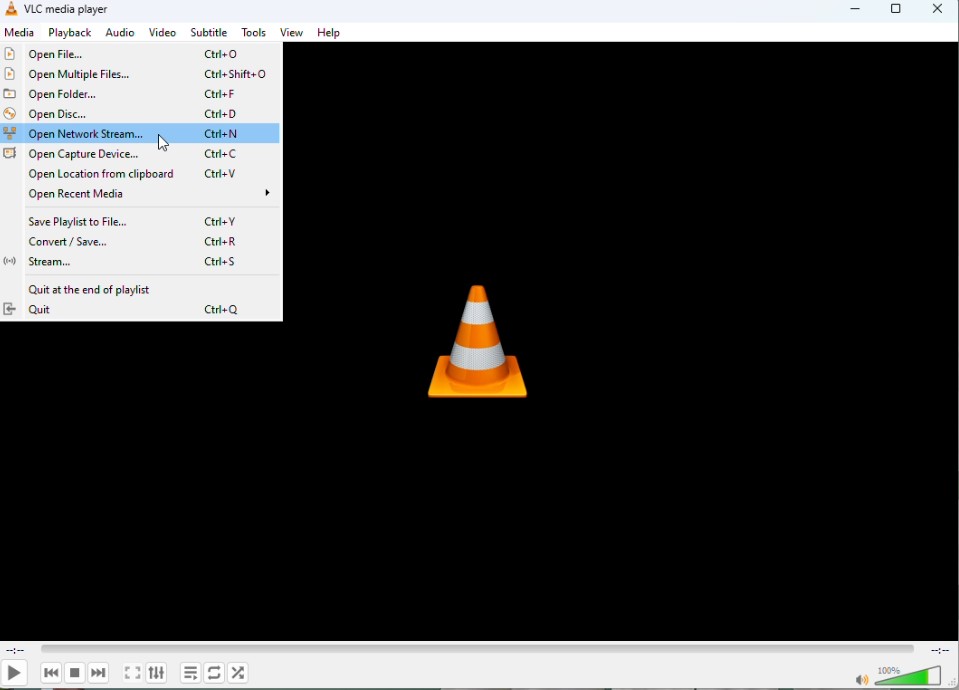 VLC media player
Media Playback Audio Video Subtitle Tools View Help
Open File... Ctrl+O
Open Multiple Files... Ctrl+Shift+O
Open Folder... Ctrl+F
Open Disc... Ctrl+D
Open Network Stream... Ctrl+N
Open Capture Device... Ctrl+C
Open Location from clipboard Ctrl+V
Open Recent Media
Save Playlist to File... Ctrl+Y
Convert / Save... Ctrl+R
Stream... Ctrl+S
Quit at the end of playlist
Quit Ctrl+Q
--:-- --:--
100%